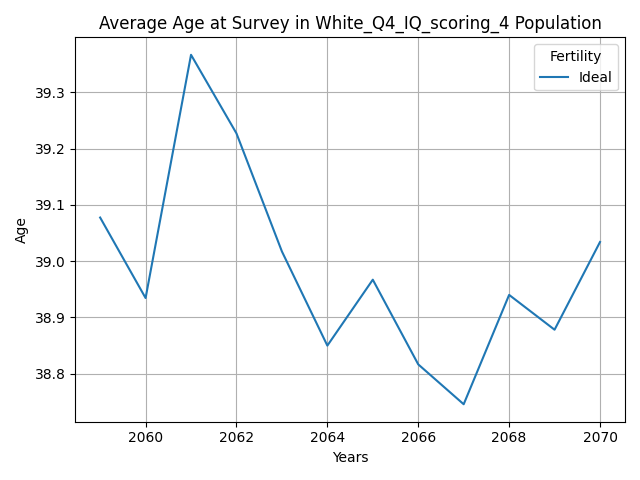 Average Age at Survey in White_Q4_IQ_scoring_4 Population
Fertility
Ideal
39.3
39.2
39.1
39.0
38.9
38.8
Age
2060 2062 2064 2066 2068 2070
Years